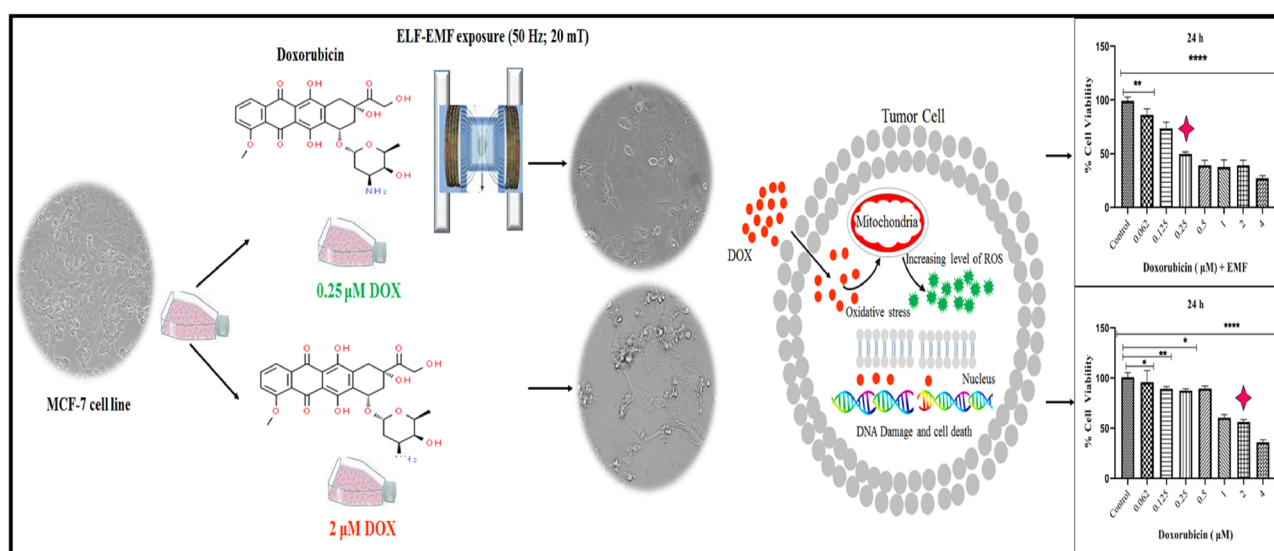 ELF-EMF exposure (50 Hz; 20 mT)
Doxorubicin
O
OH
O
OH
OH
O
O
OH
O
O
O
OH
NH2
0.25 µM DOX
MCF-7 cell line
O
OH
O
OH
OH
O
O
OH
O
O
O
OH
H2
2 µM DOX
Tumor Cell
DOX
Mitochondria
Increasing level of ROS
Oxidative stress
Nucleus
DNA Damage and cell death
24 h
****
**
% Cell Viability
150
100
50
0
Control
0.062
0.125
0.25
0.5
1
2
4
Doxorubicin ( µM) + EMF
24 h
****
*
**
*
% Cell Viability
150
100
50
0
Control
0.062
0.125
0.25
0.5
1
2
4
Doxorubicin ( µM)